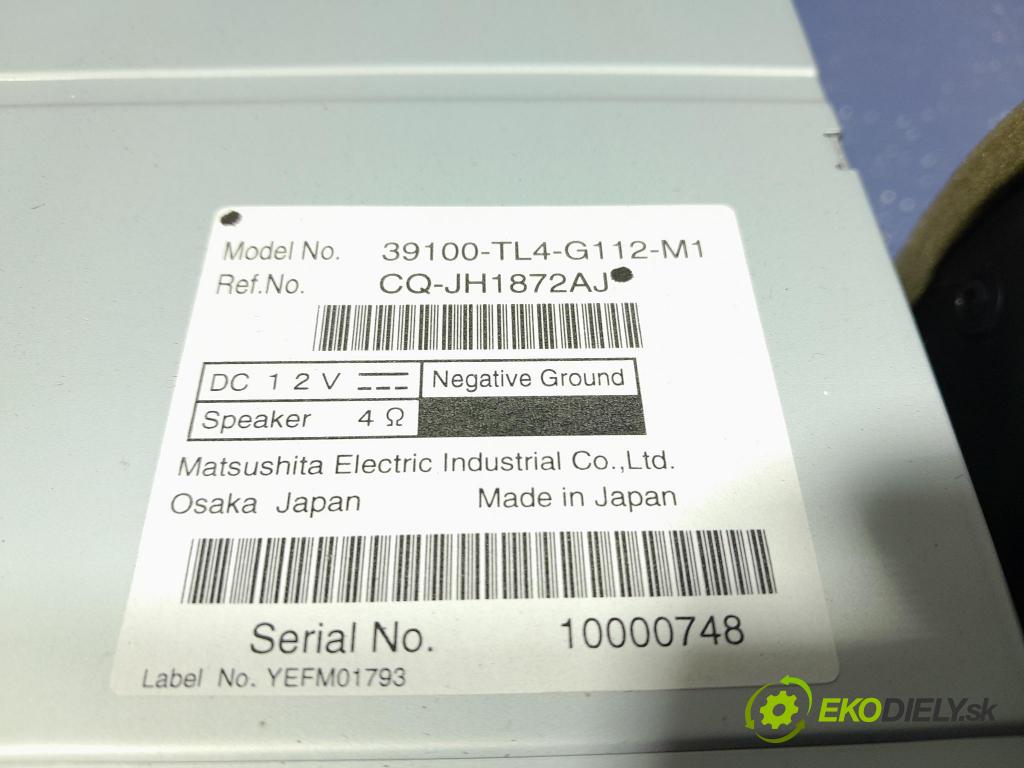 Model No. 39100-TL4-G112-M1
Ref.No. CQ-JH1872AJ
DC 12V Negative Ground
Speaker 4 Ω
Matsushita Electric Industrial Co.,Ltd.
Osaka Japan Made in Japan
Serial No. 10000748
Label No. YEFM01793
EKODIELY.sk